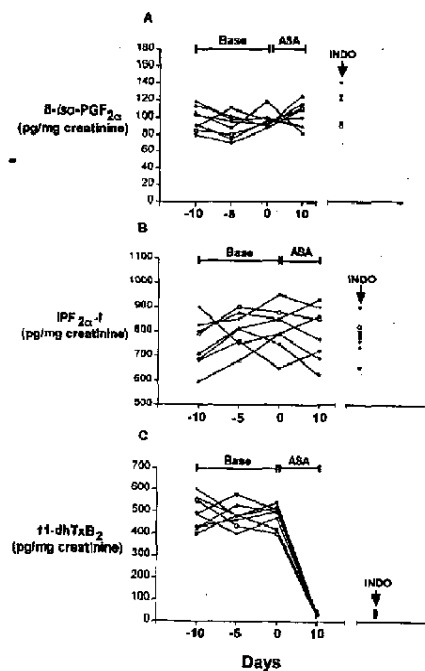 A
Base ASA
INDO
180
160
140
120
100
80
60
40
20
0
8-iso-PGF2α
(pg/mg creatinine)
-10 -5 0 10
B
Base ASA
INDO
1100
1000
900
800
700
600
500
IPF2α-I
(pg/mg creatinine)
-10 -5 0 10
C
Base ASA
INDO
700
600
500
400
300
200
100
0
11-dhTxB2
(pg/mg creatinine)
-10 -5 0 10
Days